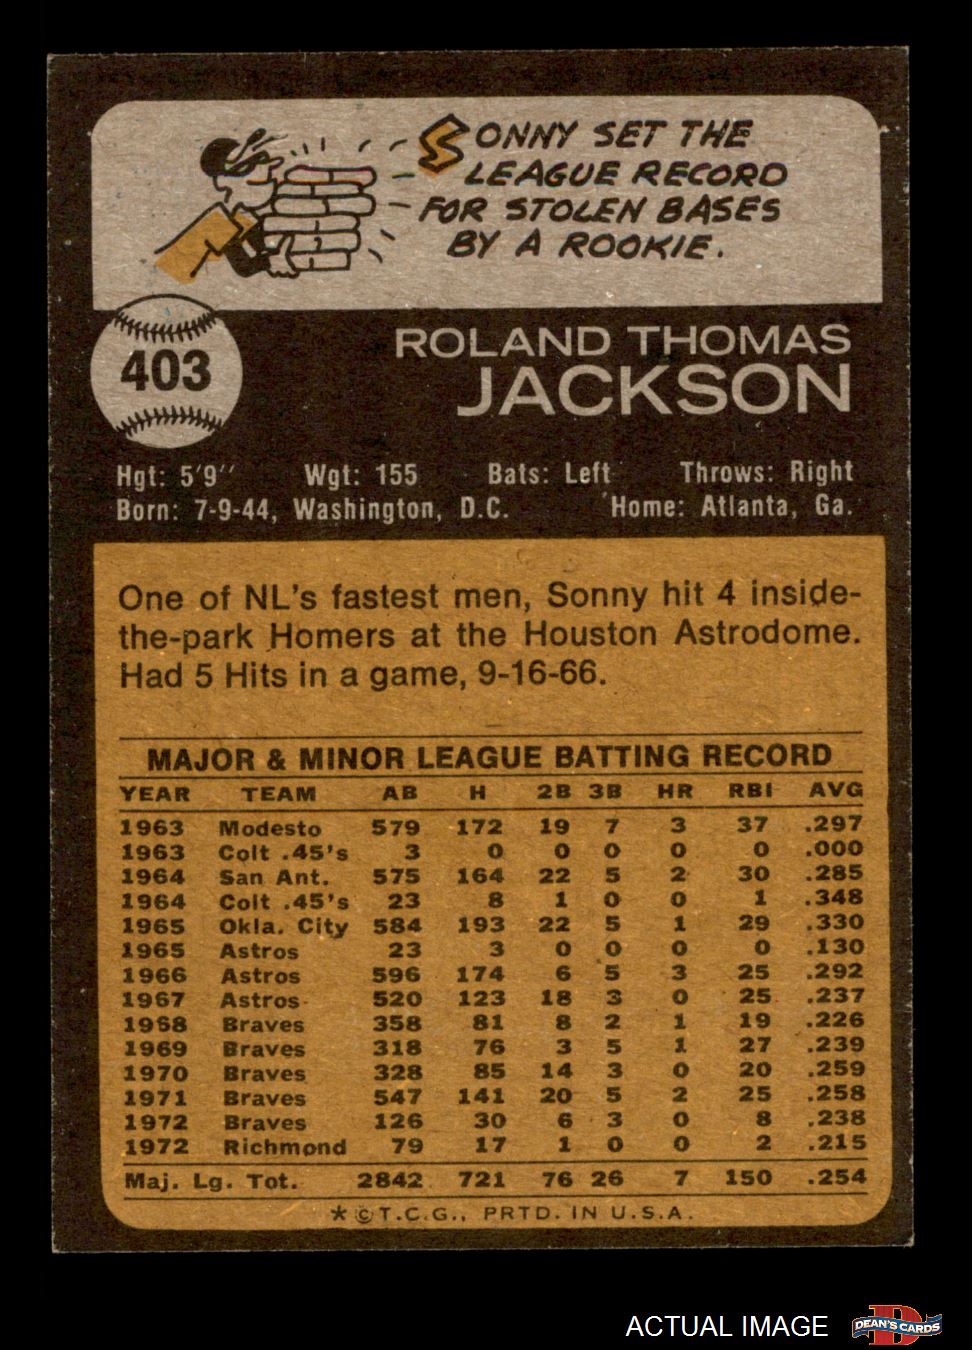 SONNY SET THE
LEAGUE RECORD
FOR STOLEN BASES
BY A ROOKIE.
403
ROLAND THOMAS
JACKSON
Hgt: 5'9" Wgt: 155 Bats: Left Throws: Right
Born: 7-9-44, Washington, D.C. Home: Atlanta, Ga.
One of NL's fastest men, Sonny hit 4 inside-
the-park Homers at the Houston Astrodome.
Had 5 Hits in a game, 9-16-66.
MAJOR & MINOR LEAGUE BATTING RECORD
YEAR TEAM AB H 2B 3B HR RBI AVG
1963 Modesto 579 172 19 7 3 37 .297
1963 Colt .45's 3 0 0 0 0 0 .000
1964 San Ant. 575 164 22 5 2 30 .285
1964 Colt .45's 23 8 1 0 0 1 .348
1965 Okla. City 584 193 22 5 1 29 .330
1965 Astros 23 3 0 0 0 0 .130
1966 Astros 596 174 6 5 3 25 .292
1967 Astros 520 123 18 3 0 25 .237
1968 Braves 358 81 8 2 1 19 .226
1969 Braves 318 76 3 5 1 27 .239
1970 Braves 328 85 14 3 0 20 .259
1971 Braves 547 141 20 5 2 25 .258
1972 Braves 126 30 6 3 0 8 .238
1972 Richmond 79 17 1 0 0 2 .215
Maj. Lg. Tot. 2842 721 76 26 7 150 .254
* © T.C.G., PRTD. IN U.S.A.
ACTUAL IMAGE
D
DEAN'S CARDS